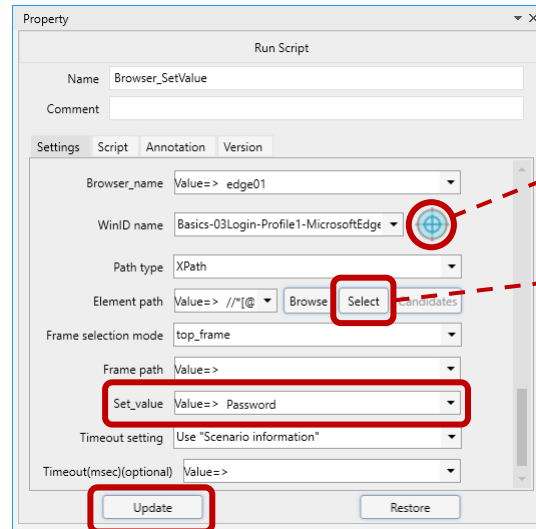 Property
Run Script
Name Browser_SetValue
Comment
Settings Script Annotation Version
Browser_name Value=> edge01
WinID name Basics-03Login-Profile1-MicrosoftEdge
Path type XPath
Element path Value=> //*[@ Browse Select Candidates
Frame selection mode top_frame
Frame path Value=>
Set_value Value=> Password
Timeout setting Use "Scenario information"
Timeout(msec)(optional) Value=>
Update Restore